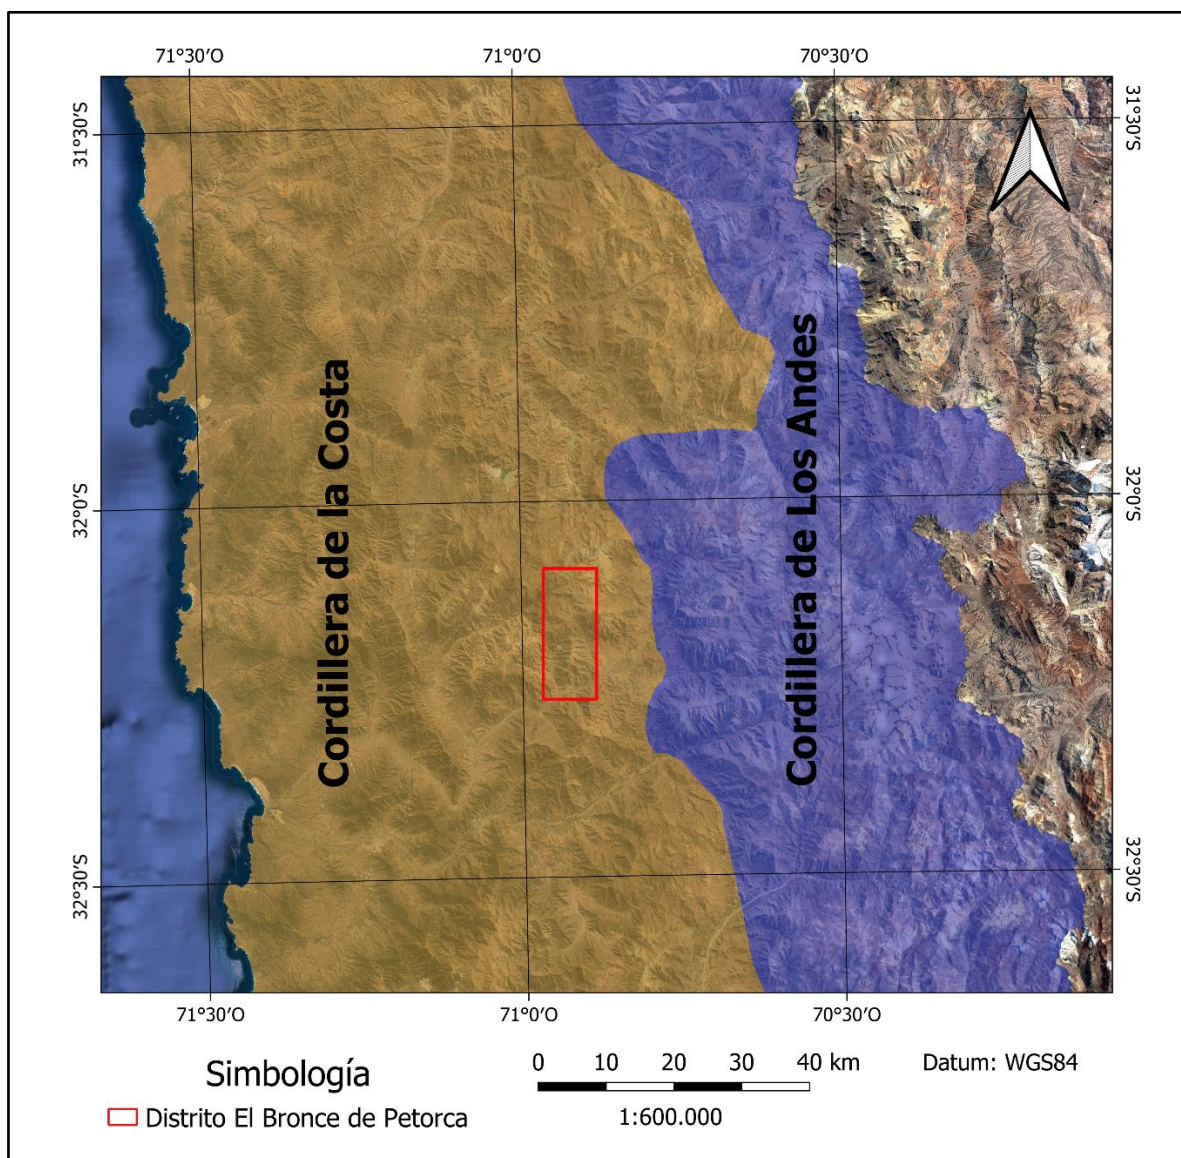 71°30’O 71°0’O 70°30’O
31°30’S
31°30’S
Cordillera de la Costa
Cordillera de Los Andes
32°0’S
32°0’S
32°30’S
32°30’S
71°30’O 71°0’O 70°30’O
Simbología
Distrito El Bronce de Petorca
0 10 20 30 40 km
1:600.000
Datum: WGS84